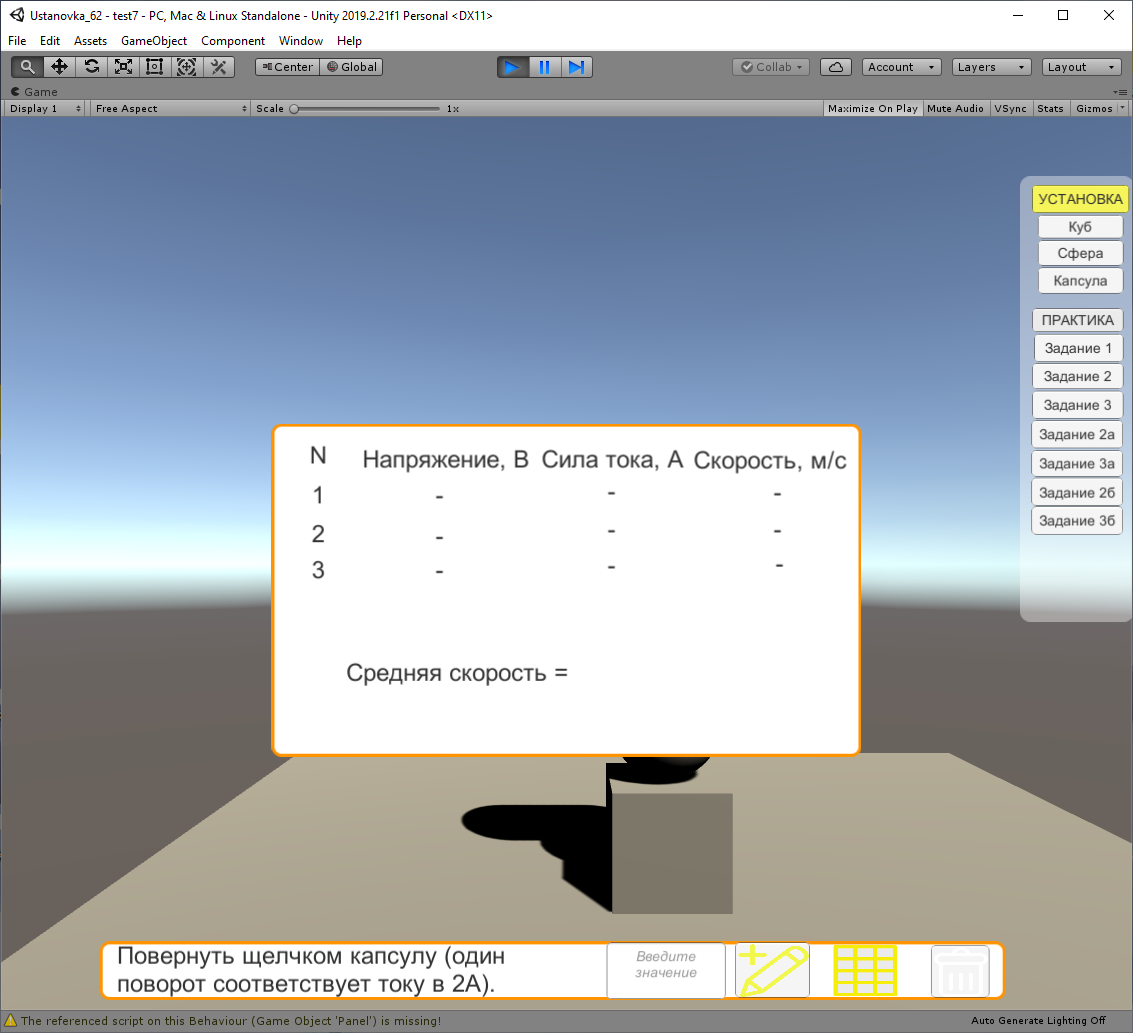 Ustanovka_62 - test7 - PC, Mac & Linux Standalone - Unity 2019.2.21f1 Personal <DX11>
File Edit Assets GameObject Component Window Help
Center Global Collab Account Layers Layout
Game
Display 1 Free Aspect Scale 1x Maximize On Play Mute Audio VSync Stats Gizmos
УСТАНОВКА
Куб
Сфера
Капсула
ПРАКТИКА
Задание 1
Задание 2
Задание 3
Задание 2а
Задание 3а
Задание 2б
Задание 3б
N Напряжение, В Сила тока, А Скорость, м/с
1 - - -
2 - - -
3 - - -
Средняя скорость =
Повернуть щелчком капсулу (один
поворот соответствует току в 2А).
Введите
значение
The referenced script on this Behaviour (Game Object 'Panel') is missing!
Auto Generate Lighting Off